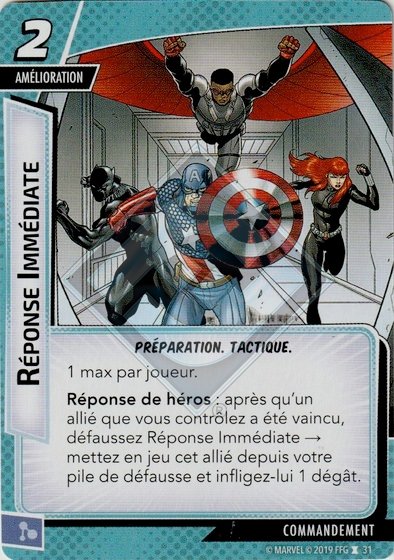 2
AMÉLIORATION
RÉPONSE IMMÉDIATE
PRÉPARATION. TACTIQUE.
1 max par joueur.
Réponse de héros : après qu'un
allié que vous contrôlez a été vaincu,
défaussez Réponse Immédiate →
mettez en jeu cet allié depuis votre
pile de défausse et infligez-lui 1 dégât.
COMMANDEMENT
© MARVEL © 2019 FFG 31